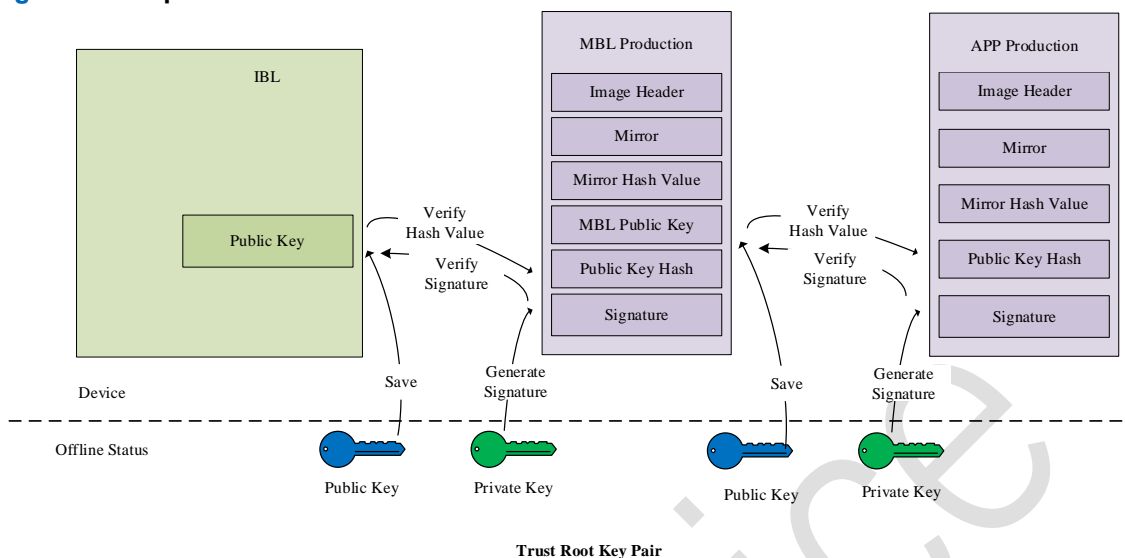 IBL
Public Key
MBL Production
Image Header
Mirror
Mirror Hash Value
MBL Public Key
Public Key Hash
Signature
APP Production
Image Header
Mirror
Mirror Hash Value
Public Key Hash
Signature
Verify
Hash Value
Verify
Signature
Verify
Hash Value
Verify
Signature
Save
Generate
Signature
Save
Generate
Signature
Device
Offline Status
Public Key
Private Key
Public Key
Private Key
Trust Root Key Pair